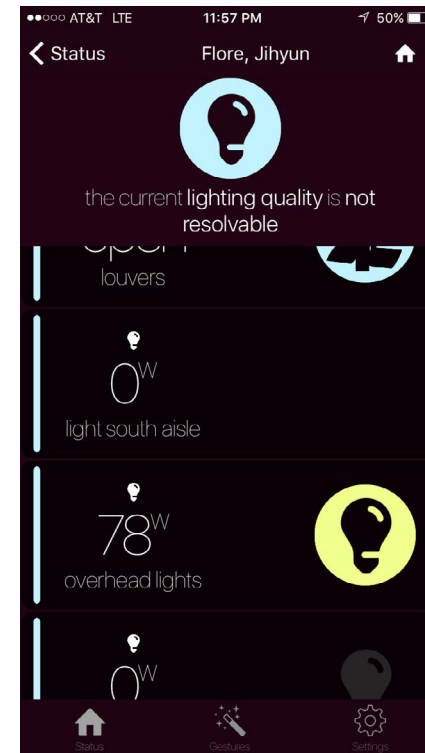 AT&T LTE 11:57 PM 50%
Status Flore, Jihyun
the current lighting quality is not
resolvable
open
louvers
0W
light south aisle
78W
overhead lights
0W
Status Gestures Settings